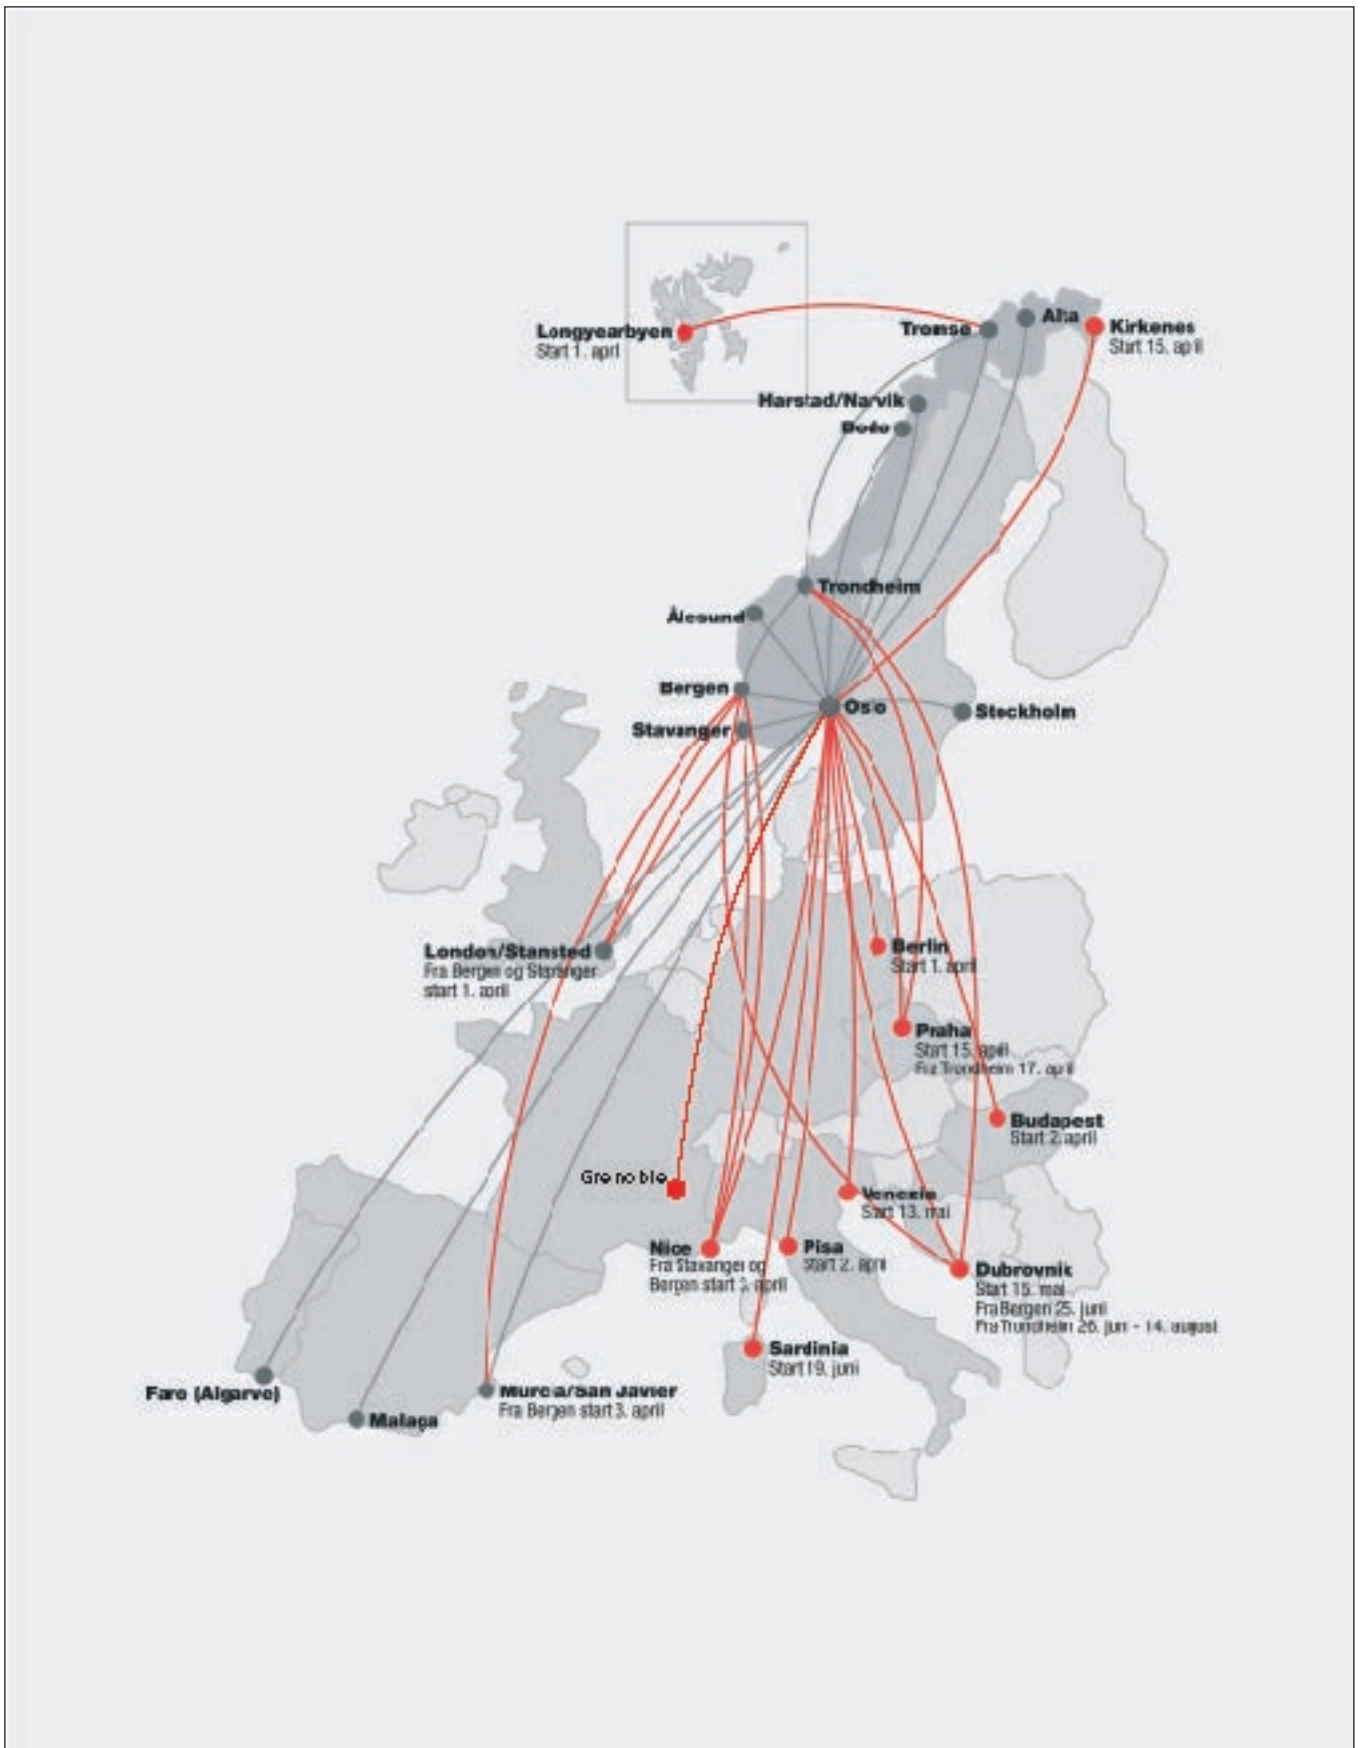 Longyearbyen
Start 1. april
Tromsø
Alta
Kirkenes
Start 15. april
Harstad/Narvik
Bodø
Trondheim
Ålesund
Bergen
Oslo
Stavanger
Stockholm
London/Stansted
Fra Bergen og Stavanger
start 1. april
Berlin
Start 1. april
Praha
Start 15. april
Fra Trondheim 17. april
Budapest
Start 2. april
Grenoble
Venezia
Start 13. mai
Nice
Fra Stavanger og
Bergen start 3. april
Pisa
Start 2. april
Dubrovnik
Start 15. mai
Fra Bergen 25. juni
Fra Trondheim 26. juni - 14. august
Sardinia
Start 19. juni
Faro (Algarve)
Malaga
Murcia/San Javier
Fra Bergen start 3. april